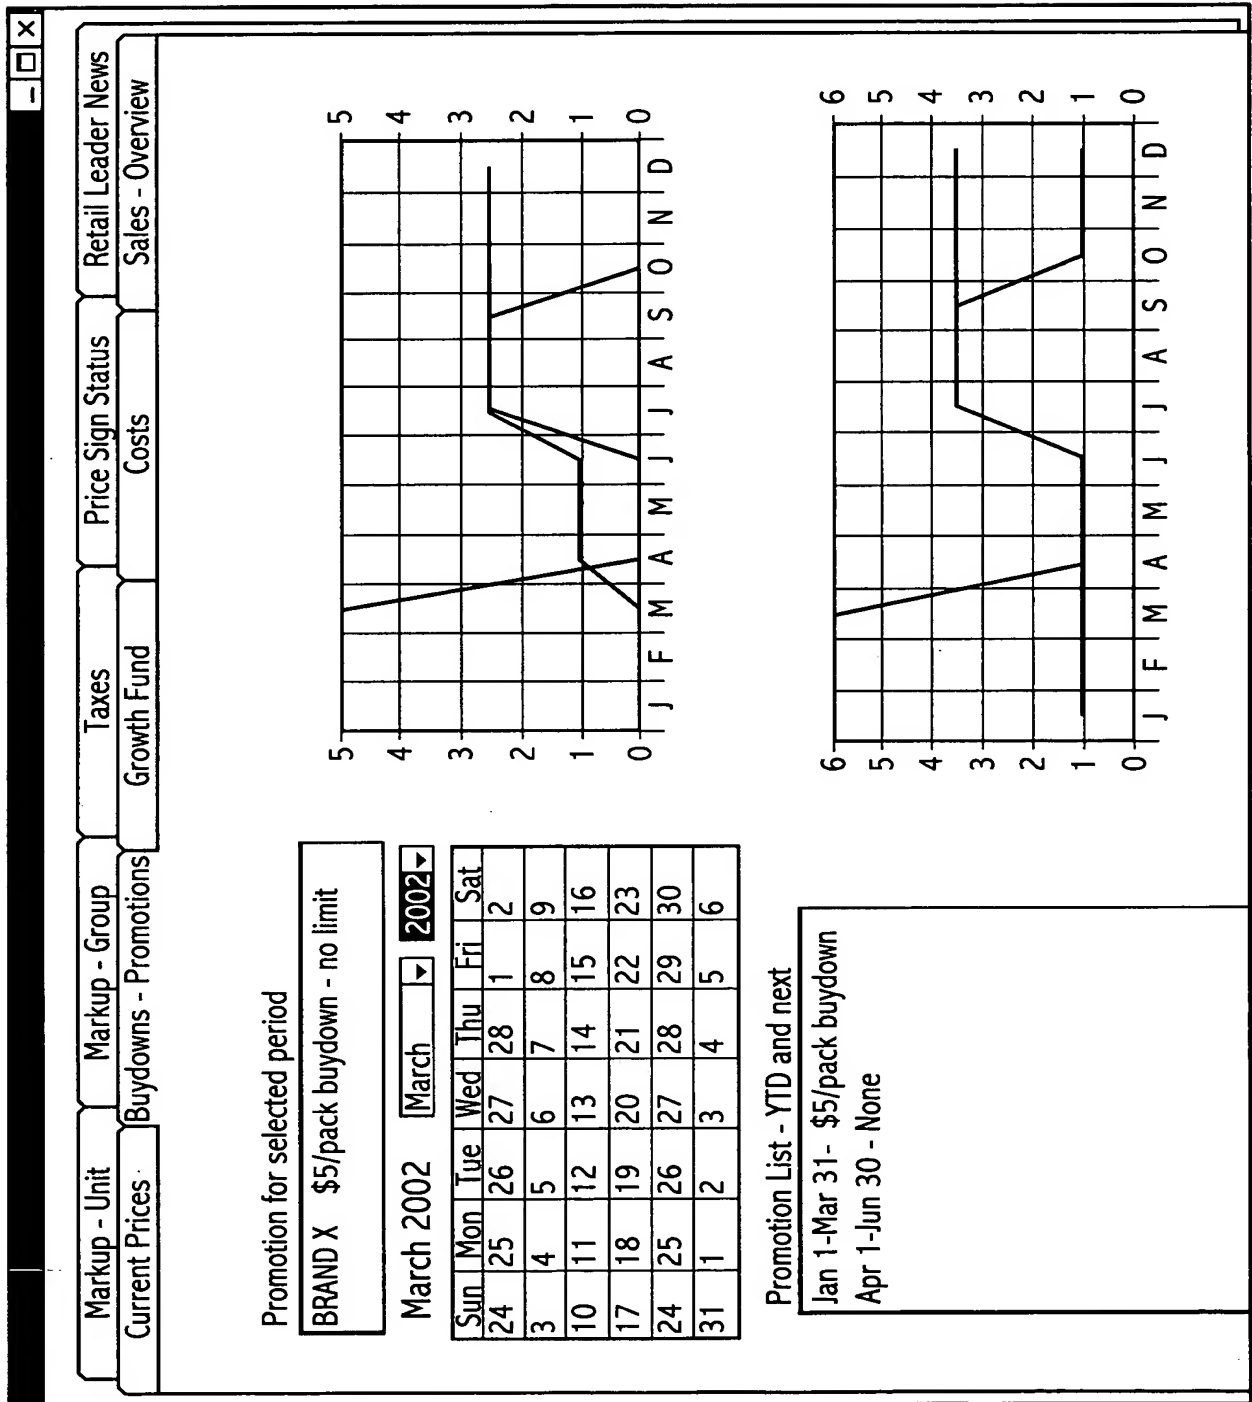 Markup - Unit Markup - Group Taxes Price Sign Status Retail Leader News
Current Prices Buydowns - Promotions Growth Fund Costs Sales - Overview
Promotion for selected period
BRAND X $5/pack buydown - no limit
March 2002 March 2002
Sun Mon Tue Wed Thu Fri Sat
24 25 26 27 28 1 2
3 4 5 6 7 8 9
10 11 12 13 14 15 16
17 18 19 20 21 22 23
24 25 26 27 28 29 30
31 1 2 3 4 5 6
Promotion List - YTD and next
Jan 1-Mar 31- $5/pack buydown
Apr 1-Jun 30 - None
5 5
4 4
3 3
2 2
1 1
0 0
J F M A M J J A S O N D
6 6
5 5
4 4
3 3
2 2
1 1
0 0
J F M A M J J A S O N D